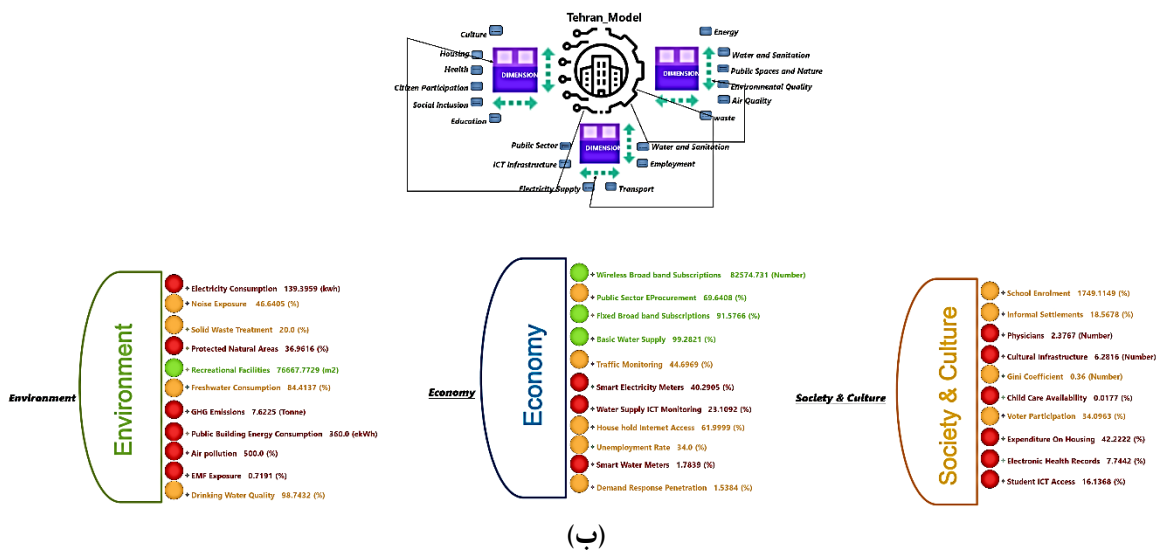 Tehran_Model
Culture
Housing
Health
Citizen Participation
Social Inclusion
Education
DIMENSION
Energy
Water and Sanitation
Public Spaces and Nature
Environmental Quality
Air Quality
waste
DIMENSION
Public Sector
ICT Infrastructure
Electricity Supply
Transport
Water and Sanitation
Employment
DIMENSION
Environment
Environment
+ Electricity Consumption 139.3959 (kwh)
+ Noise Exposure 46.6405 (%)
+ Solid Waste Treatment 20.0 (%)
+ Protected Natural Areas 36.9616 (%)
+ Recreational Facilities 76667.7729 (m2)
+ Freshwater Consumption 84.4137 (%)
+ GHG Emissions 7.6225 (Tonne)
+ Public Building Energy Consumption 360.0 (ekWh)
+ Air pollution 500.0 (%)
+ EMF Exposure 0.7191 (%)
+ Drinking Water Quality 98.7432 (%)
Economy
Economy
+ Wireless Broad band Subscriptions 82574.731 (Number)
+ Public Sector EProcurement 69.6408 (%)
+ Fixed Broad band Subscriptions 91.5766 (%)
+ Basic Water Supply 99.2821 (%)
+ Traffic Monitoring 44.6969 (%)
+ Smart Electricity Meters 40.2905 (%)
+ Water Supply ICT Monitoring 23.1092 (%)
+ House hold Internet Access 61.9999 (%)
+ Unemployment Rate 34.0 (%)
+ Smart Water Meters 1.7839 (%)
+ Demand Response Penetration 1.5384 (%)
Society & Culture
Society & Culture
+ School Enrolment 1749.1149 (%)
+ Informal Settlements 18.5678 (%)
+ Physicians 2.3767 (Number)
+ Cultural Infrastructure 6.2816 (Number)
+ Gini Coefficient 0.36 (Number)
+ Child Care Availability 0.0177 (%)
+ Voter Participation 54.0963 (%)
+ Expenditure On Housing 42.2222 (%)
+ Electronic Health Records 7.7442 (%)
+ Student ICT Access 16.1368 (%)
(ب)